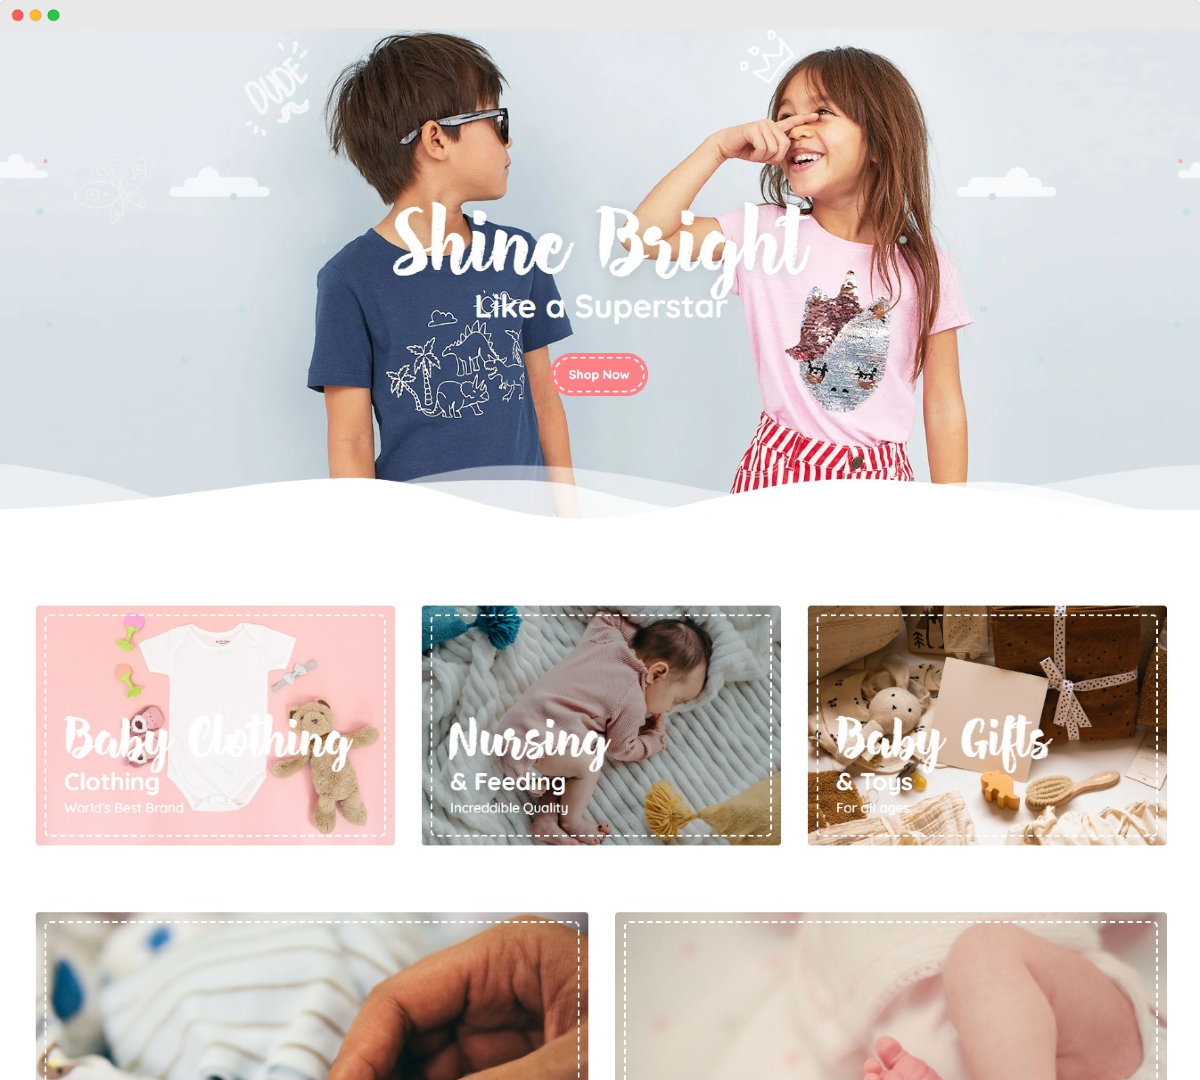 DUDE
Shine Bright
Like a Superstar
Shop Now
Baby Clothing
Clothing
World's Best Brand
Nursing
& Feeding
Increddible Quality
Baby Gifts
& Toys
For all ages